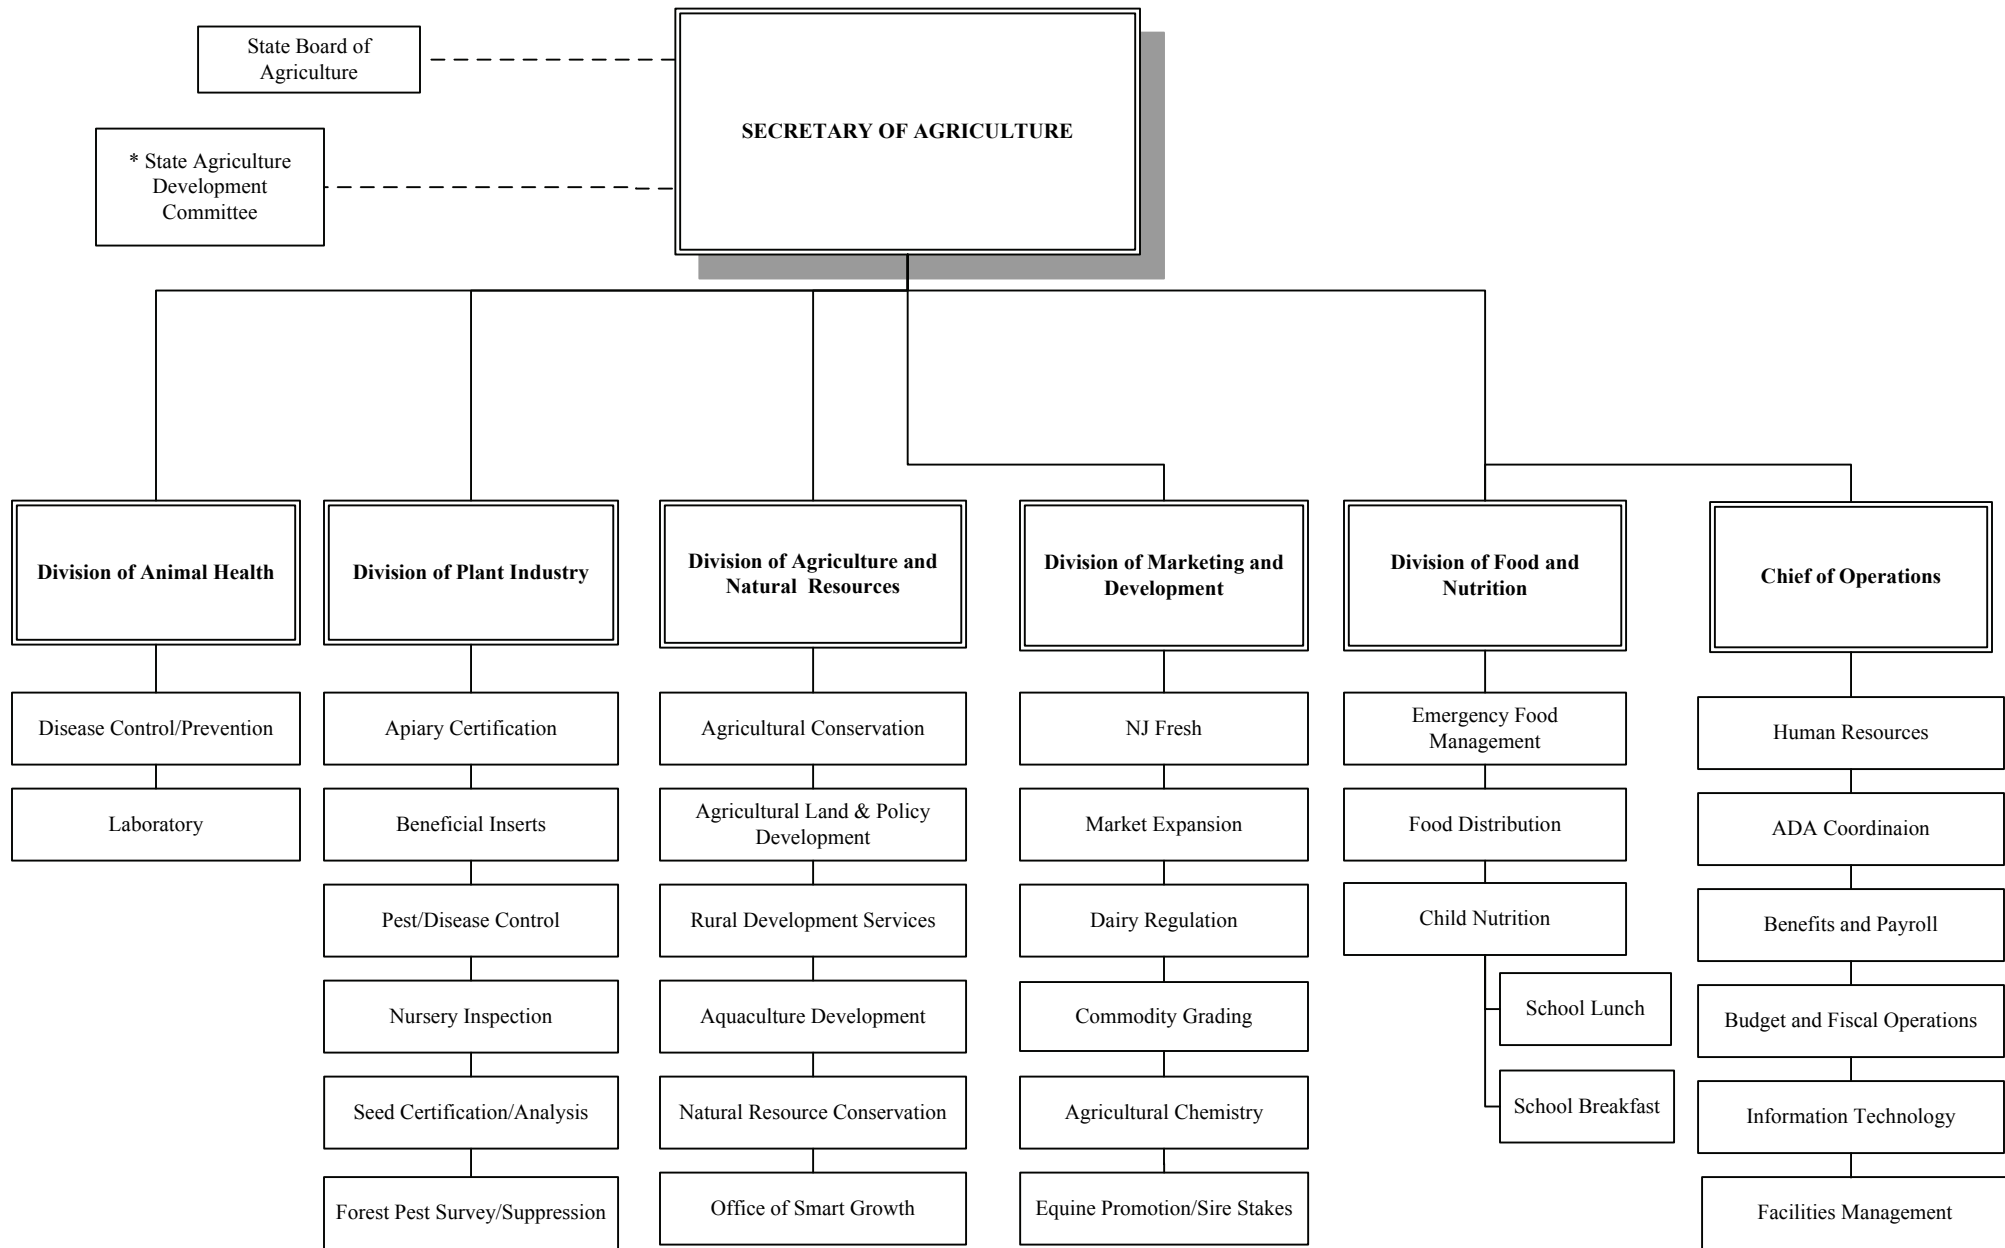 State Board of
Agriculture
SECRETARY OF AGRICULTURE
* State Agriculture
Development
Committee
Division of Animal Health
Division of Plant Industry
Division of Agriculture and
Natural  Resources
Division of Marketing and
Development
Division of Food and
Nutrition
Chief of Operations
Disease Control/Prevention
Laboratory
Apiary Certification
Beneficial Inserts
Pest/Disease Control
Nursery Inspection
Seed Certification/Analysis
Forest Pest Survey/Suppression
Agricultural Conservation
Agricultural Land & Policy
Development
Rural Development Services
Aquaculture Development
Natural Resource Conservation
Office of Smart Growth
NJ Fresh
Market Expansion
Dairy Regulation
Commodity Grading
Agricultural Chemistry
Equine Promotion/Sire Stakes
Emergency Food
Management
Food Distribution
Child Nutrition
School Lunch
School Breakfast
Human Resources
ADA Coordinaion
Benefits and Payroll
Budget and Fiscal Operations
Information Technology
Facilities Management